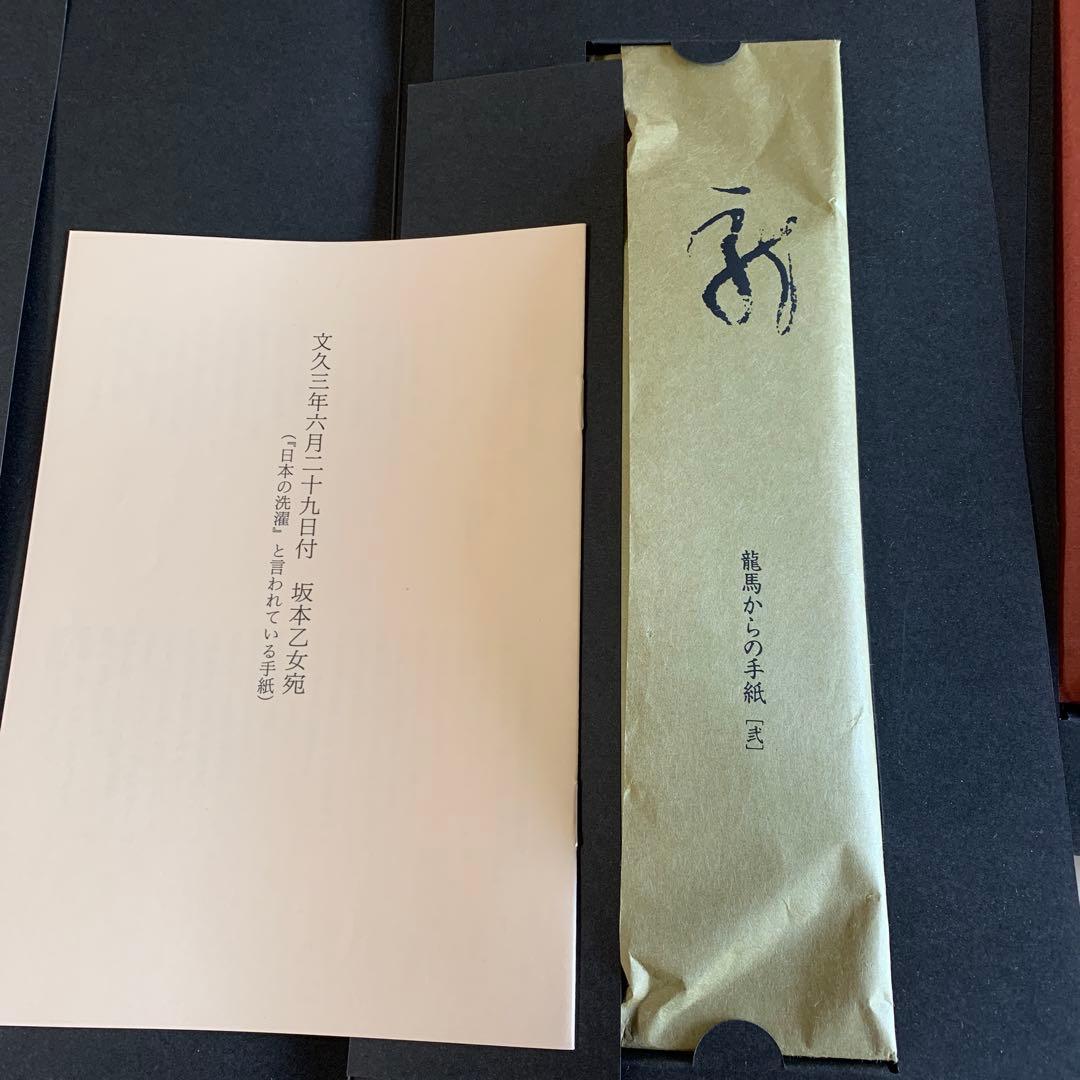 文久三年六月二十九日付　坂本乙女宛
(『日本の洗濯』と言われている手紙)
龍
龍馬からの手紙［弐］